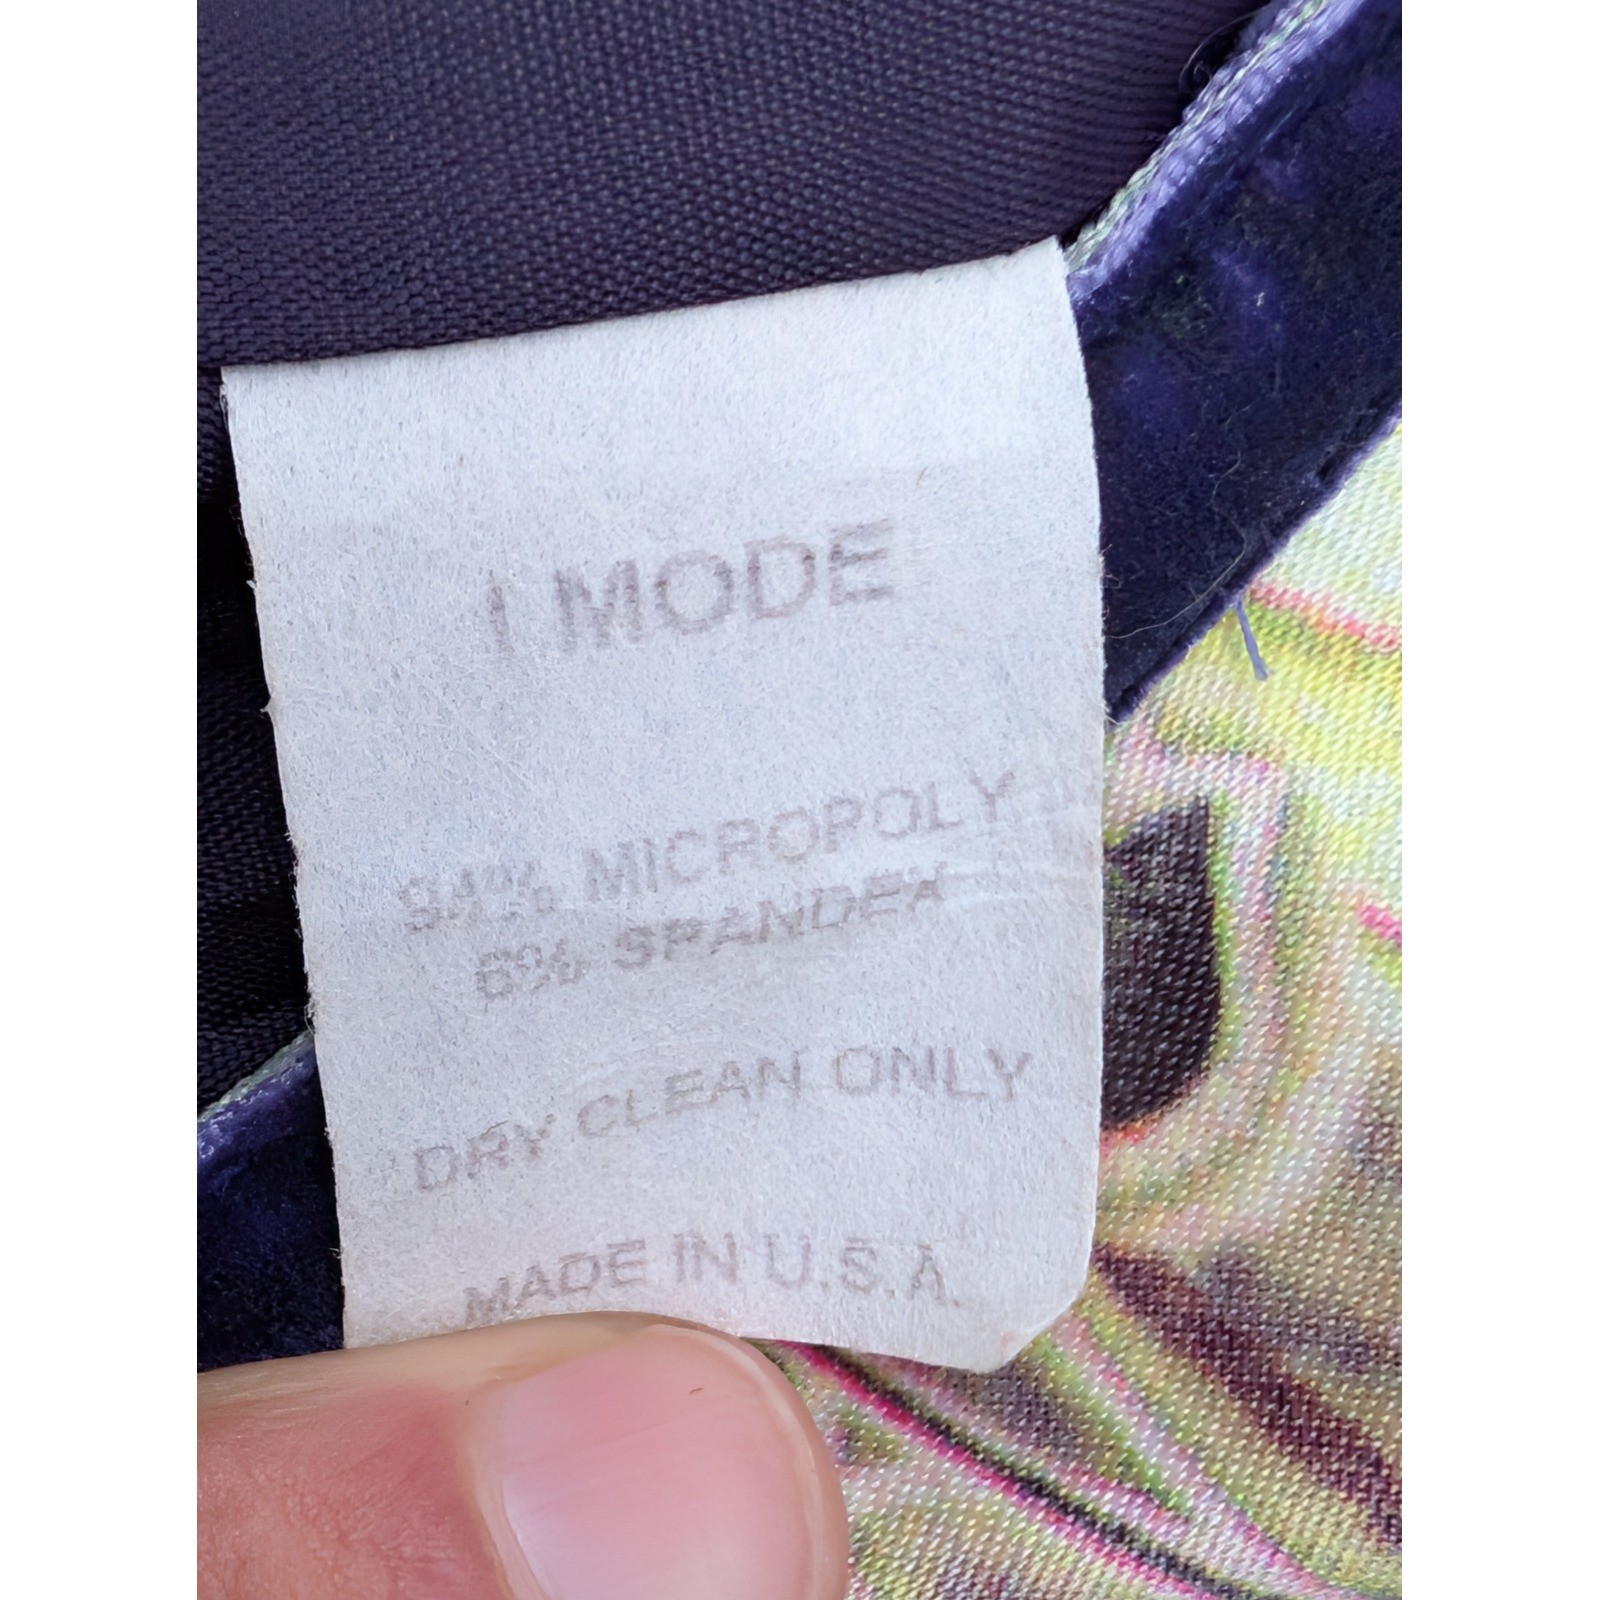 I MODE
94% MICROPOLY
6% SPANDEX
DRY CLEAN ONLY
MADE IN U.S.A.